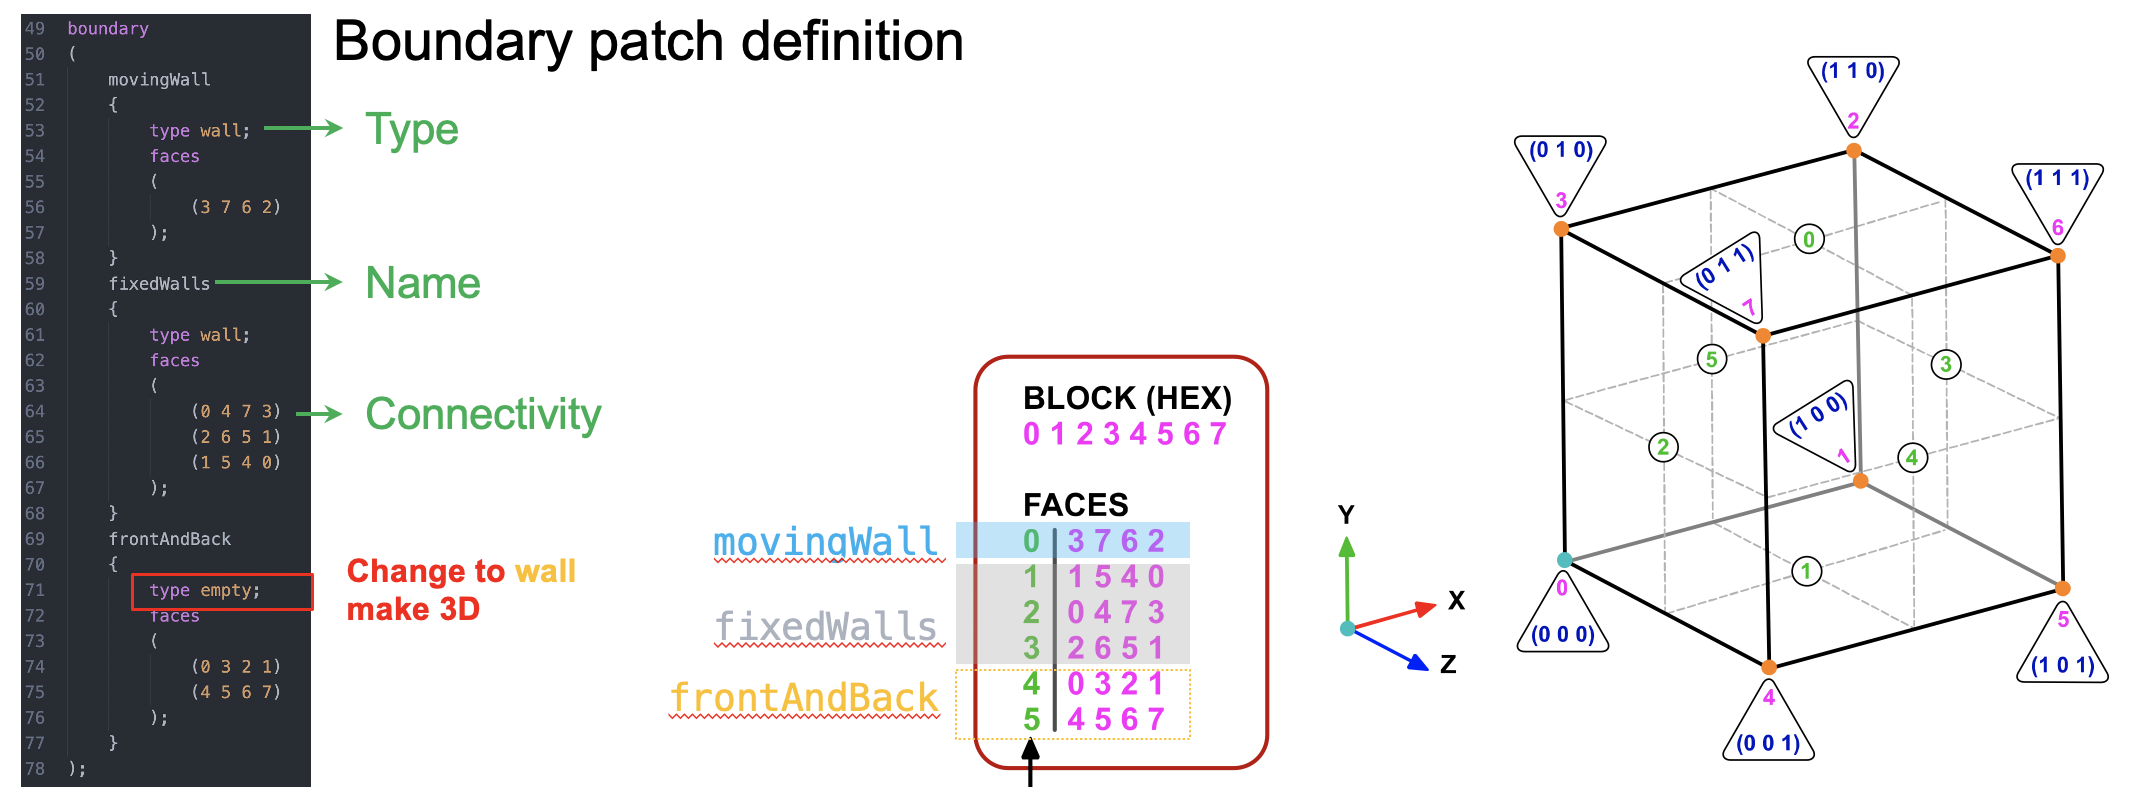 Boundary patch definition
49 boundary
50 (
51 movingWall
52 {
53 type wall;
54 faces
55 (
56 (3 7 6 2)
57 );
58 }
59 fixedWalls
60 {
61 type wall;
62 faces
63 (
64 (0 4 7 3)
65 (2 6 5 1)
66 (1 5 4 0)
67 );
68 }
69 frontAndBack
70 {
71 type empty;
72 faces
73 (
74 (0 3 2 1)
75 (4 5 6 7)
76 );
77 }
78 );
Type
Name
Connectivity
Change to wall
make 3D
BLOCK (HEX)
0 1 2 3 4 5 6 7
FACES
movingWall 0 3 7 6 2
1 1 5 4 0
fixedWalls 2 0 4 7 3
3 2 6 5 1
frontAndBack 4 0 3 2 1
5 4 5 6 7
Y
X
Z
(1 1 0)
2
(0 1 0)
3
(1 1 1)
6
(0 1 1)
7
(1 0 0)
1
0
(0 0 0)
5
(1 0 1)
4
(0 0 1)
0
5
3
2
4
1